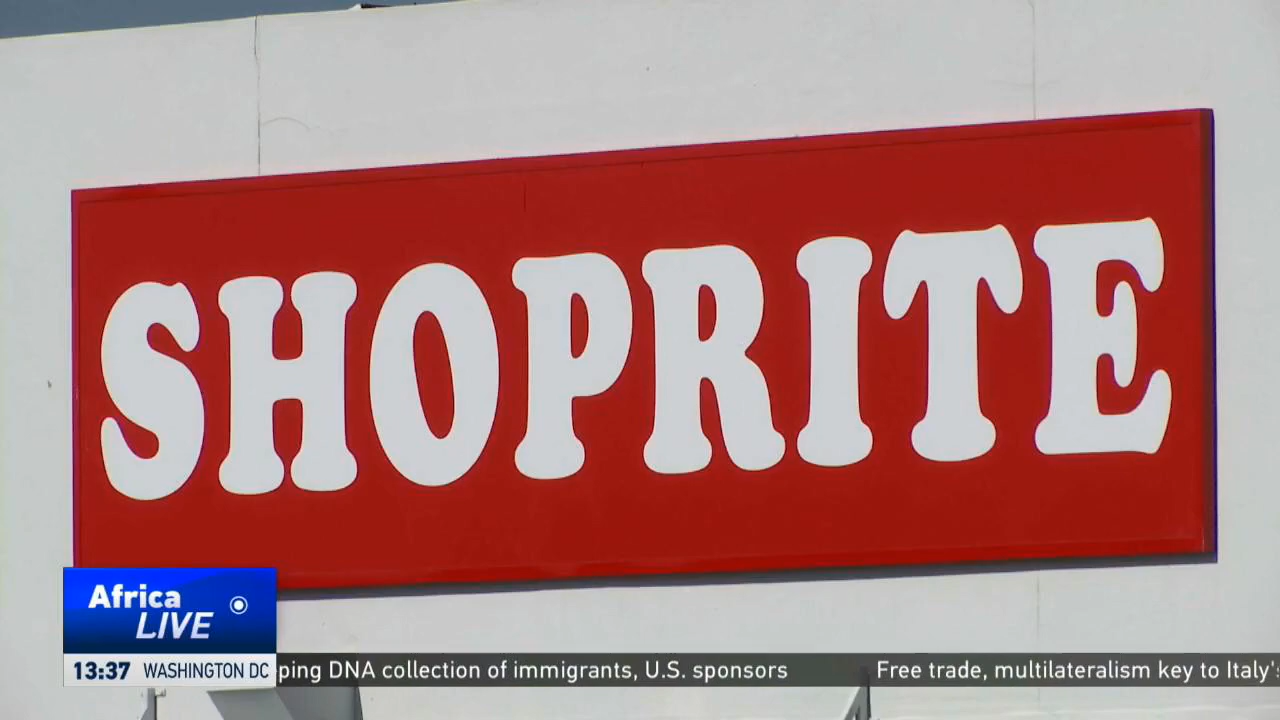 SHOPRITE
Africa
LIVE
13:37 WASHINGTON DC
ping DNA collection of immigrants, U.S. sponsors Free trade, multilateralism key to Italy's